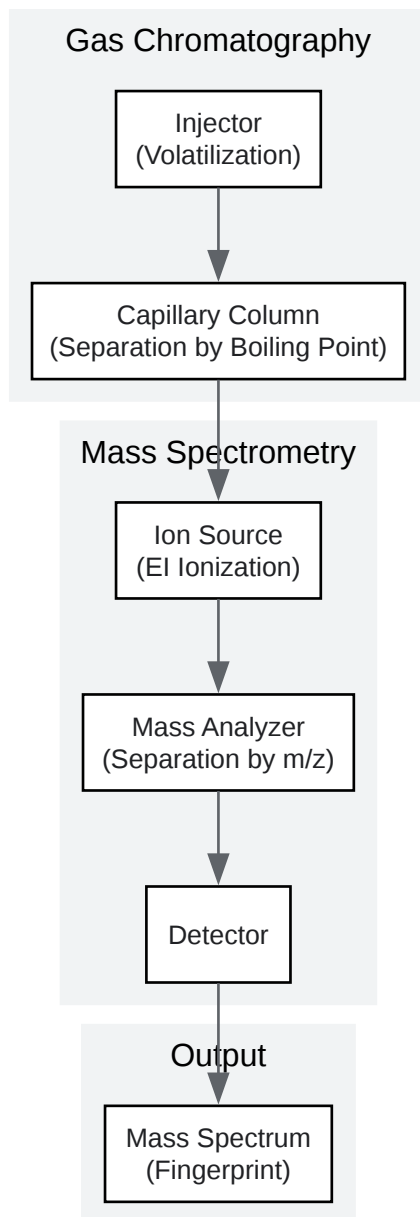 Gas Chromatography
Injector
(Volatilization)
Capillary Column
(Separation by Boiling Point)
Mass Spectrometry
Ion Source
(EI Ionization)
Mass Analyzer
(Separation by m/z)
Detector
Output
Mass Spectrum
(Fingerprint)